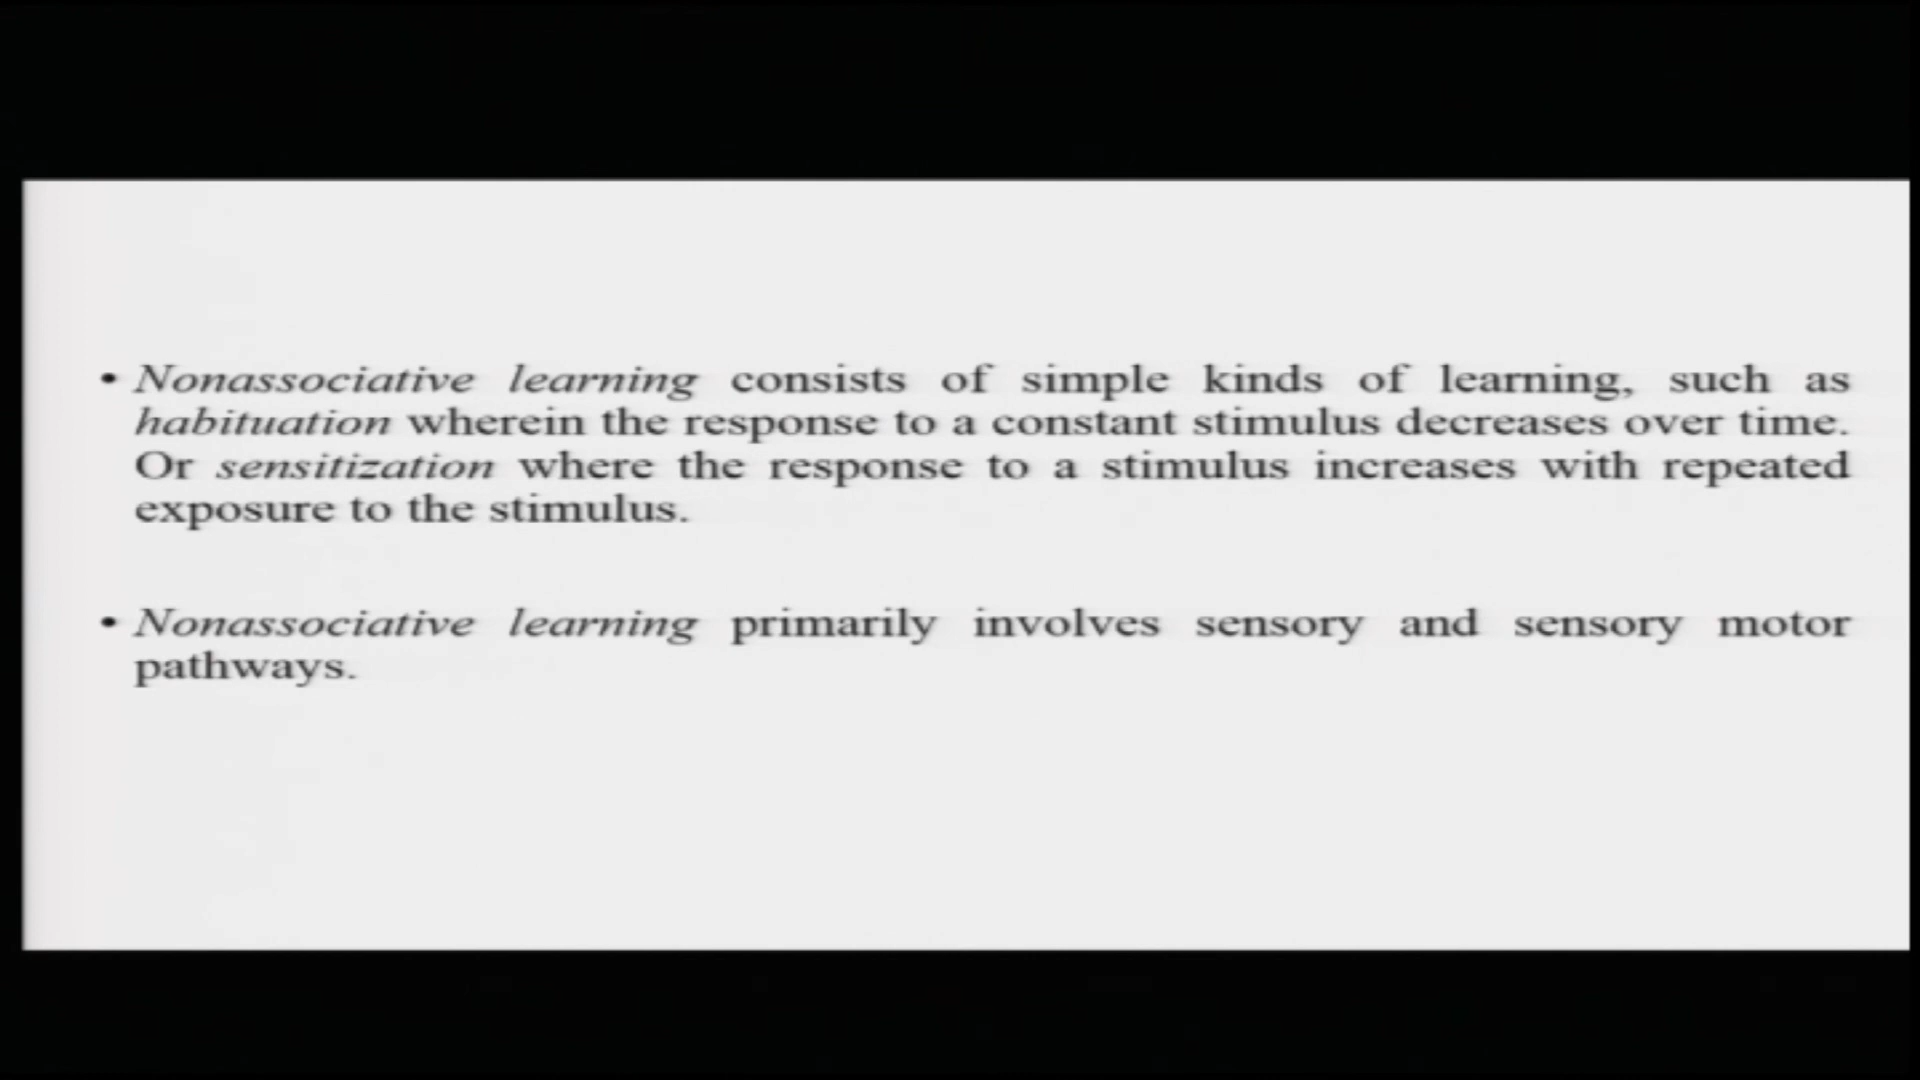 • Nonassociative learning consists of simple kinds of learning, such as
habituation wherein the response to a constant stimulus decreases over time.
Or sensitization where the response to a stimulus increases with repeated
exposure to the stimulus.
• Nonassociative learning primarily involves sensory and sensory motor
pathways.